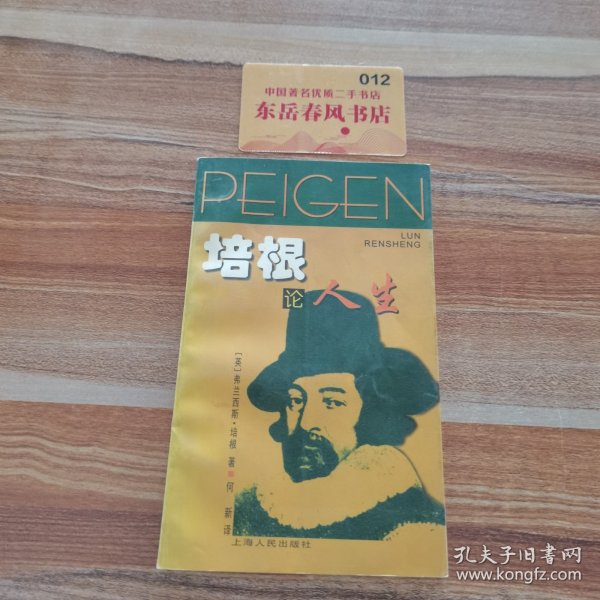 012
中国著名优质二手书店
东岳春风书店
PEIGEN
LUN
RENSHENG
培根
论人生
[英]弗兰西斯·培根 著
何新 译
上海人民出版社
孔夫子旧书网
www.kongfz.com